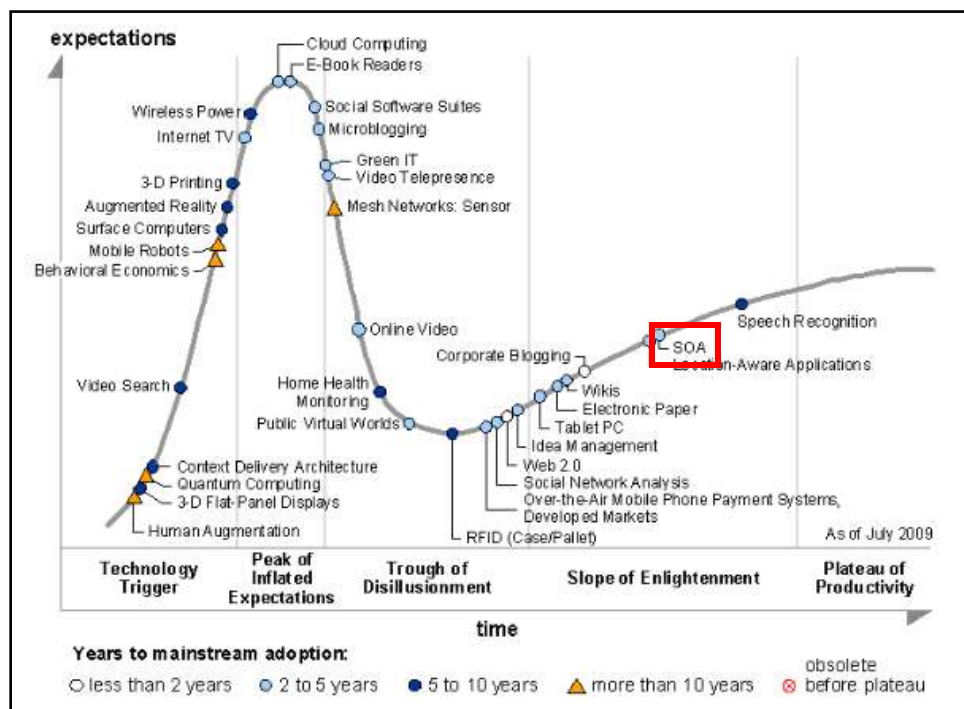 expectations
Cloud Computing
E-Book Readers
Wireless Power
Social Software Suites
Internet TV
Microblogging
Green IT
Video Telepresence
3-D Printing
Augmented Reality
Mesh Networks: Sensor
Surface Computers
Mobile Robots
Behavioral Economics
Online Video
Speech Recognition
SOA
Corporate Blogging
Location-Aware Applications
Video Search
Home Health
Monitoring
Wikis
Electronic Paper
Public Virtual Worlds
Tablet PC
Idea Management
Context Delivery Architecture
Web 2.0
Quantum Computing
Social Network Analysis
3-D Flat-Panel Displays
Over-the-Air Mobile Phone Payment Systems,
Developed Markets
Human Augmentation
RFID (Case/Pallet)
As of July 2009
Technology
Trigger
Peak of
Inflated
Expectations
Trough of
Disillusionment
Slope of Enlightenment
Plateau of
Productivity
time
Years to mainstream adoption:
less than 2 years
2 to 5 years
5 to 10 years
more than 10 years
obsolete
before plateau